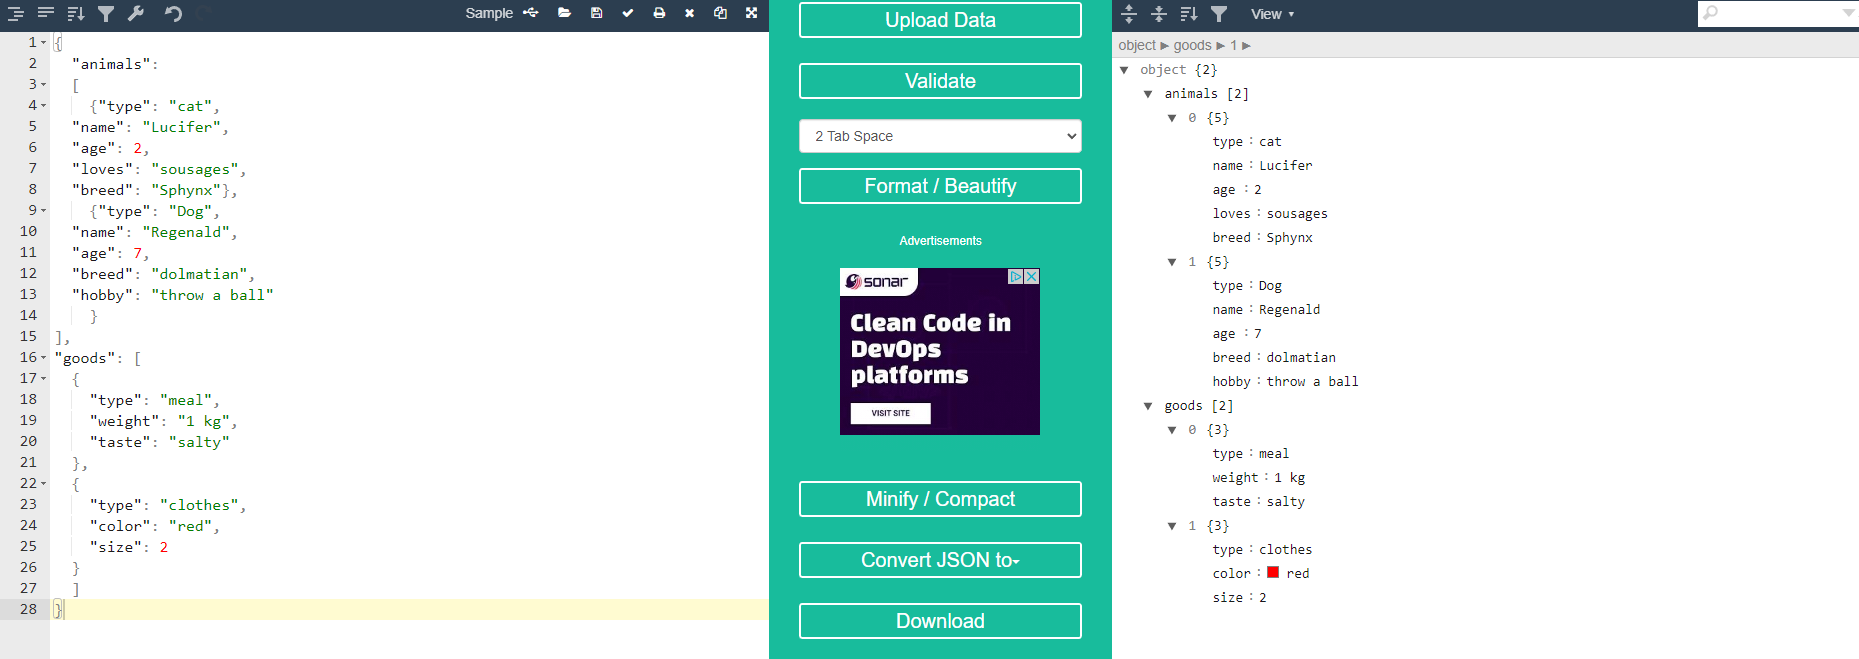 Sample
1 {
2 "animals":
3 [
4 {"type": "cat",
5 "name": "Lucifer",
6 "age": 2,
7 "loves": "sousages",
8 "breed": "Sphynx"},
9 {"type": "Dog",
10 "name": "Regenald",
11 "age": 7,
12 "breed": "dolmatian",
13 "hobby": "throw a ball"
14 }
15 ],
16 "goods": [
17 {
18 "type": "meal",
19 "weight": "1 kg",
20 "taste": "salty"
21 },
22 {
23 "type": "clothes",
24 "color": "red",
25 "size": 2
26 }
27 ]
28 }
Upload Data
Validate
2 Tab Space
Format / Beautify
Advertisements
sonar
Clean Code in
DevOps
platforms
VISIT SITE
Minify / Compact
Convert JSON to
Download
View
object ► goods ► 1 ►
object {2}
animals [2]
0 {5}
type : cat
name : Lucifer
age : 2
loves : sousages
breed : Sphynx
1 {5}
type : Dog
name : Regenald
age : 7
breed : dolmatian
hobby : throw a ball
goods [2]
0 {3}
type : meal
weight : 1 kg
taste : salty
1 {3}
type : clothes
color : red
size : 2